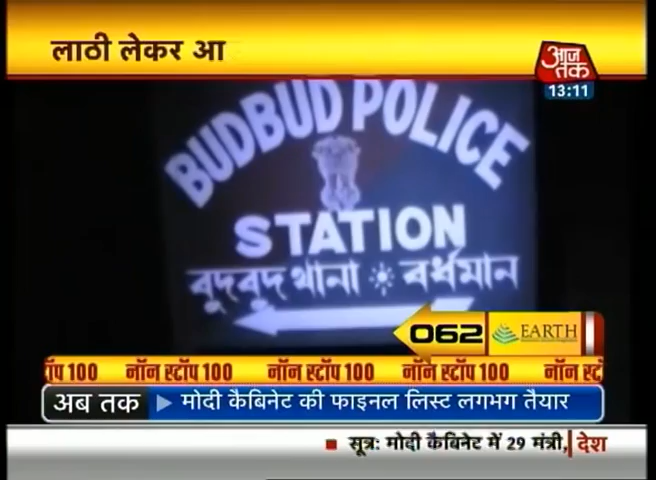 लाठी लेकर आ
आज तक
13:11
BUDBUD POLICE
STATION
বুদবুদ থানা ☀ বর্ধমান
062
EARTH
टॉप 100 नॉन स्टॉप 100 नॉन स्टॉप 100 नॉन स्टॉप 100 नॉन स्टॉ
अब तक ▶ मोदी कैबिनेट की फाइनल लिस्ट लगभग तैयार
■ सूत्र: मोदी कैबिनेट में 29 मंत्री, देश